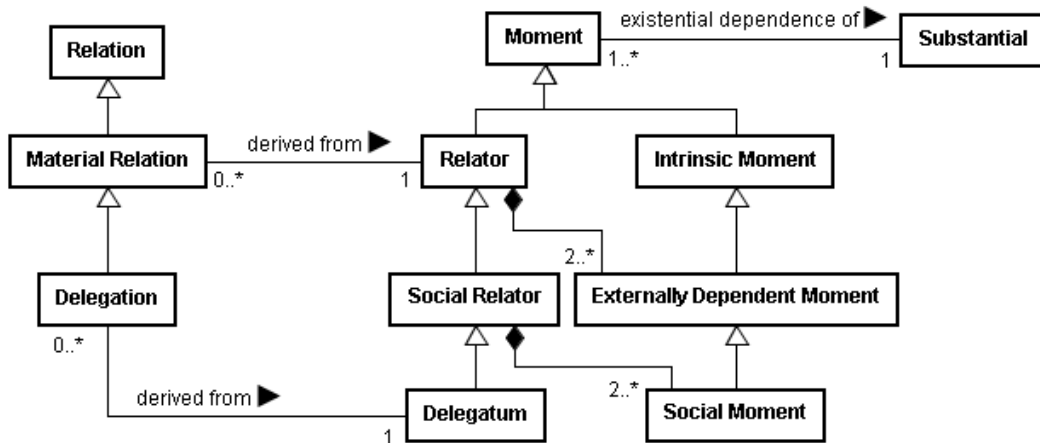 Moment
existential dependence of
Substantial
1..*
1
Relation
Material Relation
derived from
Relator
Intrinsic Moment
0..*
1
2..*
Delegation
Social Relator
Externally Dependent Moment
0..*
derived from
2..*
Delegatum
Social Moment
1